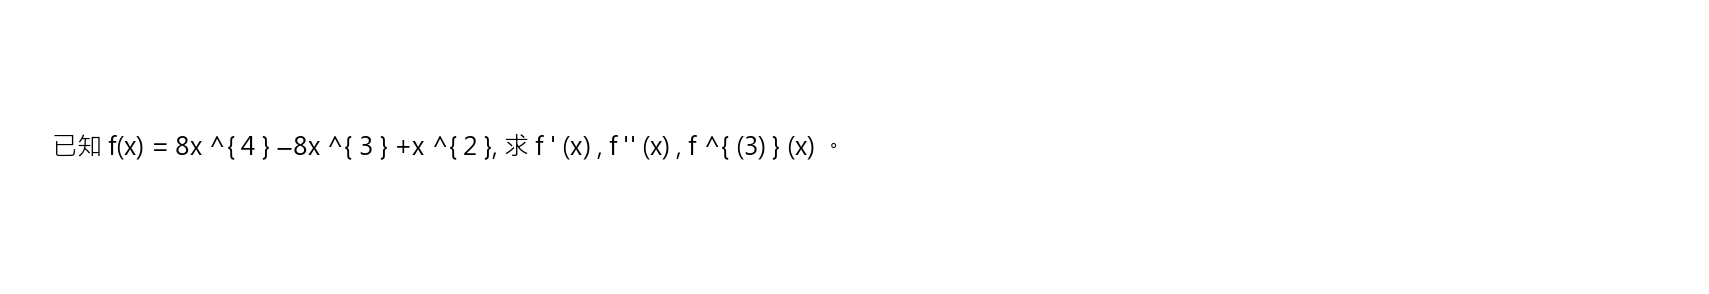 已知 f(x) = 8x ^{ 4 } −8x ^{ 3 } +x ^{ 2 }, 求 f ' (x) , f '' (x) , f ^{ (3) } (x) 。